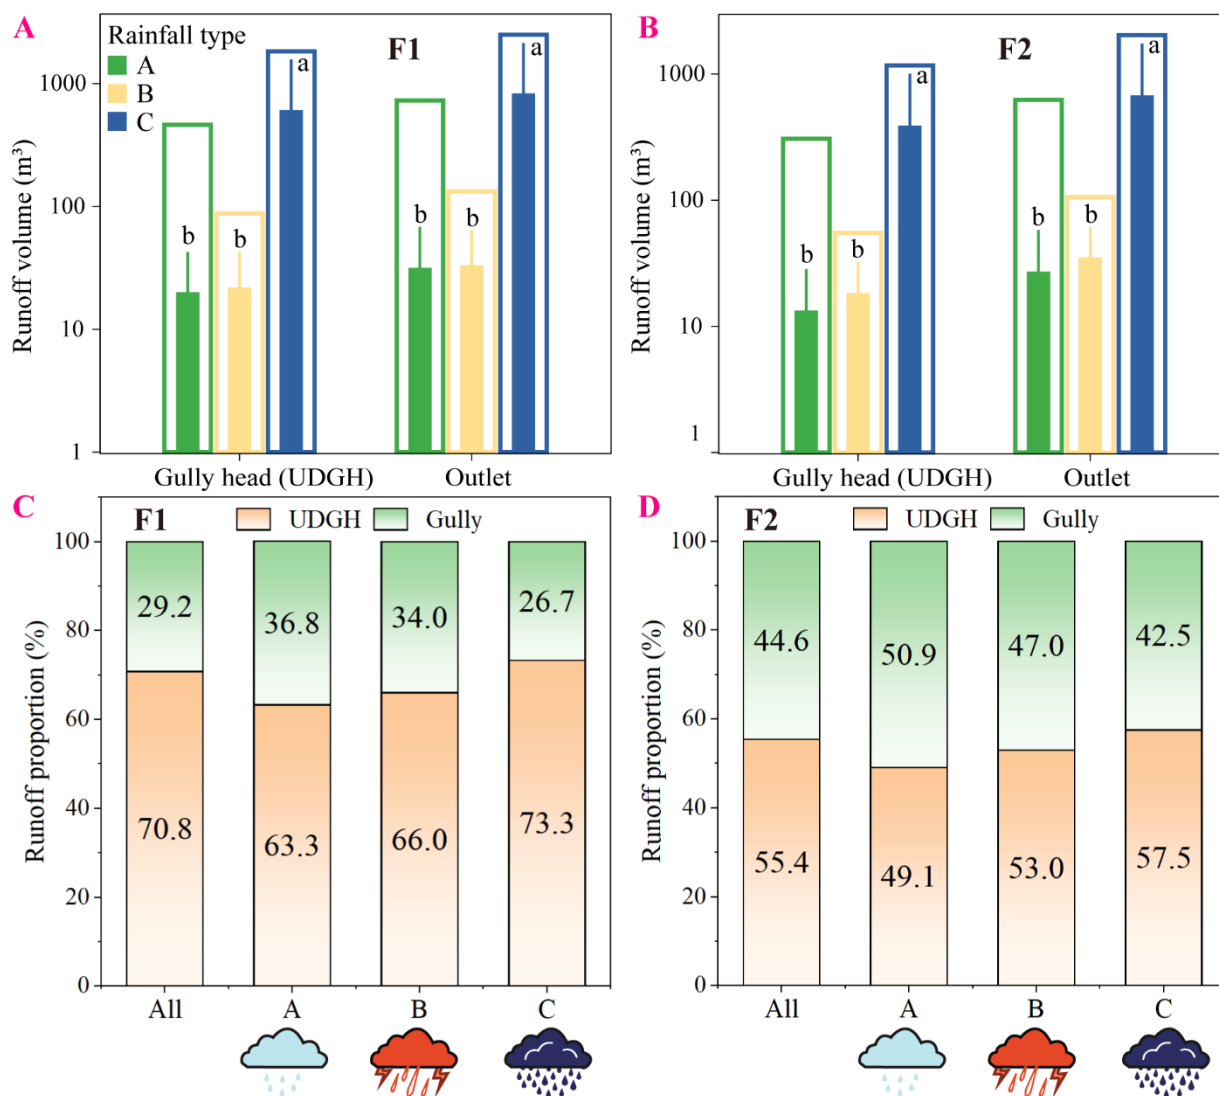 A
Rainfall type
A
B
C
F1
Runoff volume (m³)
1000
100
10
1
b
b
a
b
b
a
Gully head (UDGH)
Outlet
B
F2
Runoff volume (m³)
1000
100
10
1
b
b
a
b
b
a
Gully head (UDGH)
Outlet
C
F1
UDGH
Gully
Runoff proportion (%)
100
80
60
40
20
0
29.2
36.8
34.0
26.7
70.8
63.3
66.0
73.3
All
A
B
C
D
F2
UDGH
Gully
Runoff proportion (%)
100
80
60
40
20
0
44.6
50.9
47.0
42.5
55.4
49.1
53.0
57.5
All
A
B
C